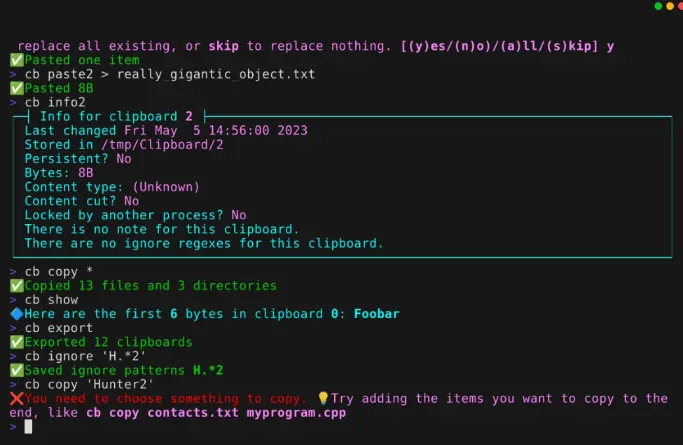 replace all existing, or skip to replace nothing. [(y)es/(n)o/(a)ll/(s)kip] y
✅Pasted one item
> cb paste2 > really_gigantic_object.txt
✅Pasted 8B
> cb info2
Info for clipboard 2
Last changed Fri May  5 14:56:00 2023
Stored in /tmp/Clipboard/2
Persistent? No
Bytes: 8B
Content type: (Unknown)
Content cut? No
Locked by another process? No
There is no note for this clipboard.
There are no ignore regexes for this clipboard.
> cb copy *
✅Copied 13 files and 3 directories
> cb show
🔷Here are the first 6 bytes in clipboard 0: Foobar
> cb export
✅Exported 12 clipboards
> cb ignore 'H.*2'
✅Saved ignore patterns H.*2
> cb copy 'Hunter2'
❌You need to choose something to copy. 💡Try adding the items you want to copy to the
end, like cb copy contacts.txt myprogram.cpp
>